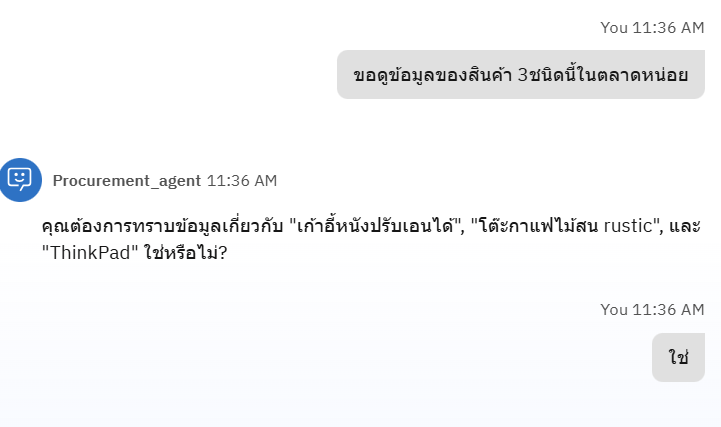 You 11:36 AM
ขอดูข้อมูลของสินค้า 3ชนิดนี้ในตลาดหน่อย
Procurement_agent 11:36 AM
คุณต้องการทราบข้อมูลเกี่ยวกับ "เก้าอี้หนังปรับเอนได้", "โต๊ะกาแฟไม้สน rustic", และ
"ThinkPad" ใช่หรือไม่?
You 11:36 AM
ใช่